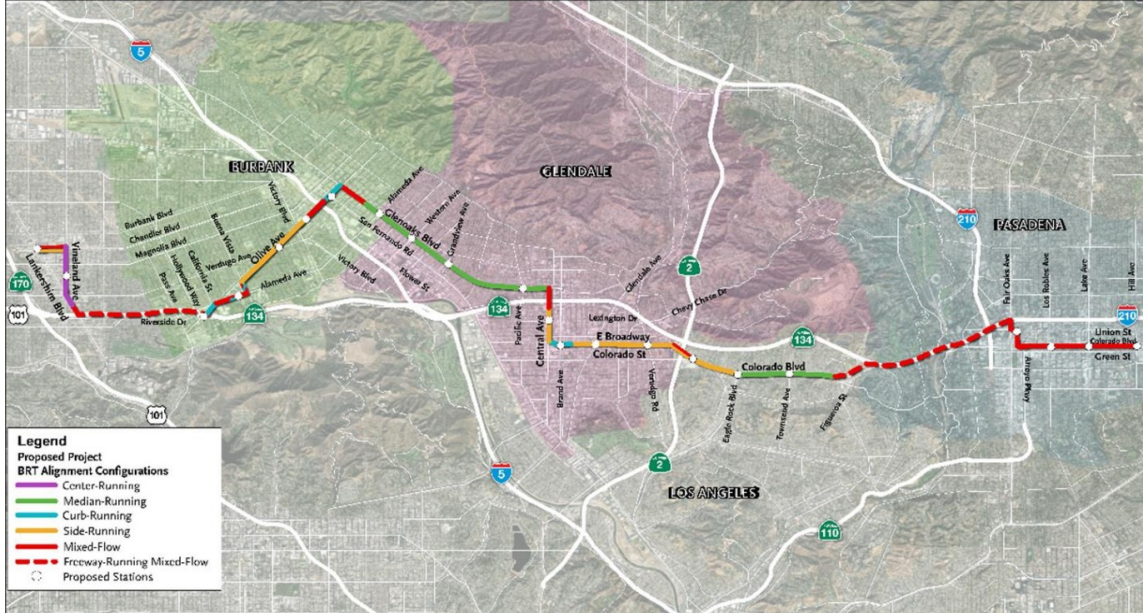 5
BURBANK
GLENDALE
2
210
PASADENA
Burbank Blvd
Chandler Blvd
Magnolia Blvd
Buena Vista
Victory Blvd
Verdugo Ave
Olive Ave
California St
Hollywood Way
Pass Ave
Alameda Ave
Alameda Ave
Glenoaks Blvd
San Fernando Rd
Western Ave
Grandview Ave
Flower St
Victory Blvd
170
101
Lankershim Blvd
Vineland Ave
Riverside Dr
134
134
Pacific Ave
Central Ave
Lexington Dr
E Broadway
Colorado St
Brand Ave
Glendale Ave
Chevy Chase Dr
Verdugo Rd
134
Colorado Blvd
Eagle Rock Blvd
Townsend Ave
Figueroa St
Fair Oaks Ave
Los Robles Ave
Lake Ave
Hill Ave
210
Union St
Colorado Blvd
Green St
Arroyo Pkwy
101
5
2
LOS ANGELES
110
Legend
Proposed Project
BRT Alignment Configurations
Center-Running
Median-Running
Curb-Running
Side-Running
Mixed-Flow
Freeway-Running Mixed-Flow
Proposed Stations